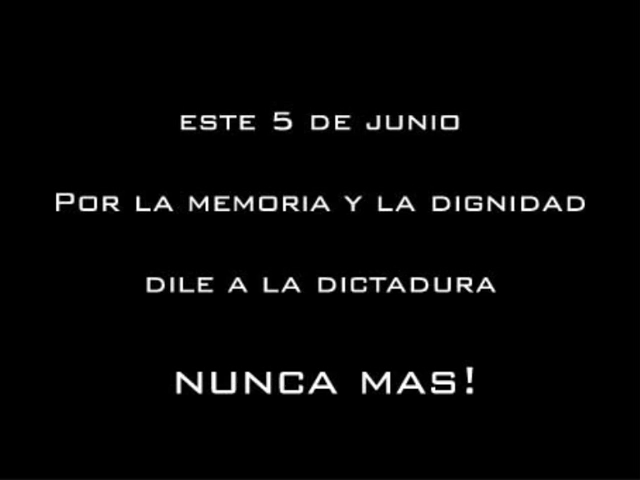 ESTE 5 DE JUNIO
POR LA MEMORIA Y LA DIGNIDAD
DILE A LA DICTADURA
NUNCA MAS!